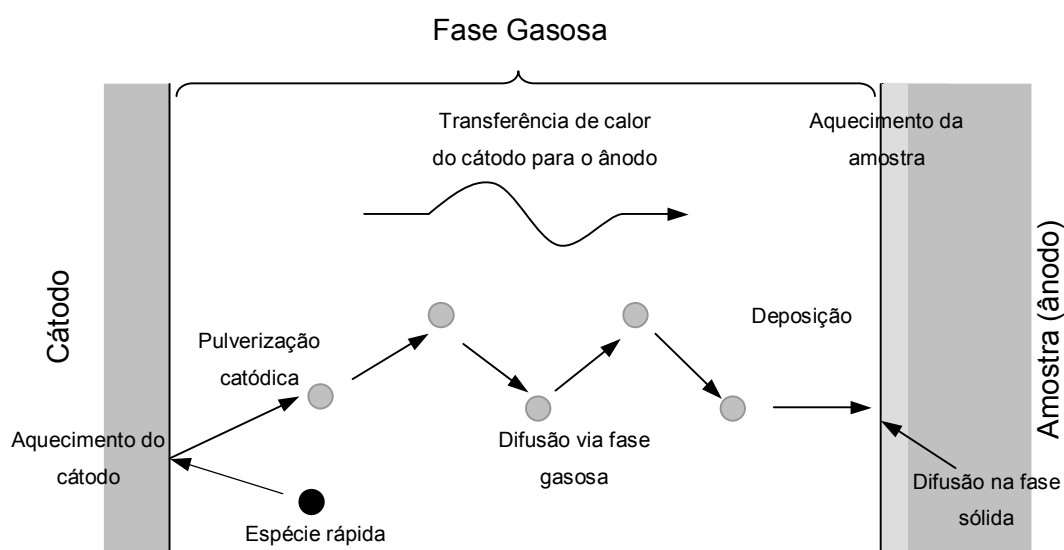 Fase Gasosa
Transferência de calor
do cátodo para o ânodo
Aquecimento da
amostra
Cátodo
Pulverização
catódica
Deposição
Amostra (ânodo)
Aquecimento do
cátodo
Difusão via fase
gasosa
Espécie rápida
Difusão na fase
sólida